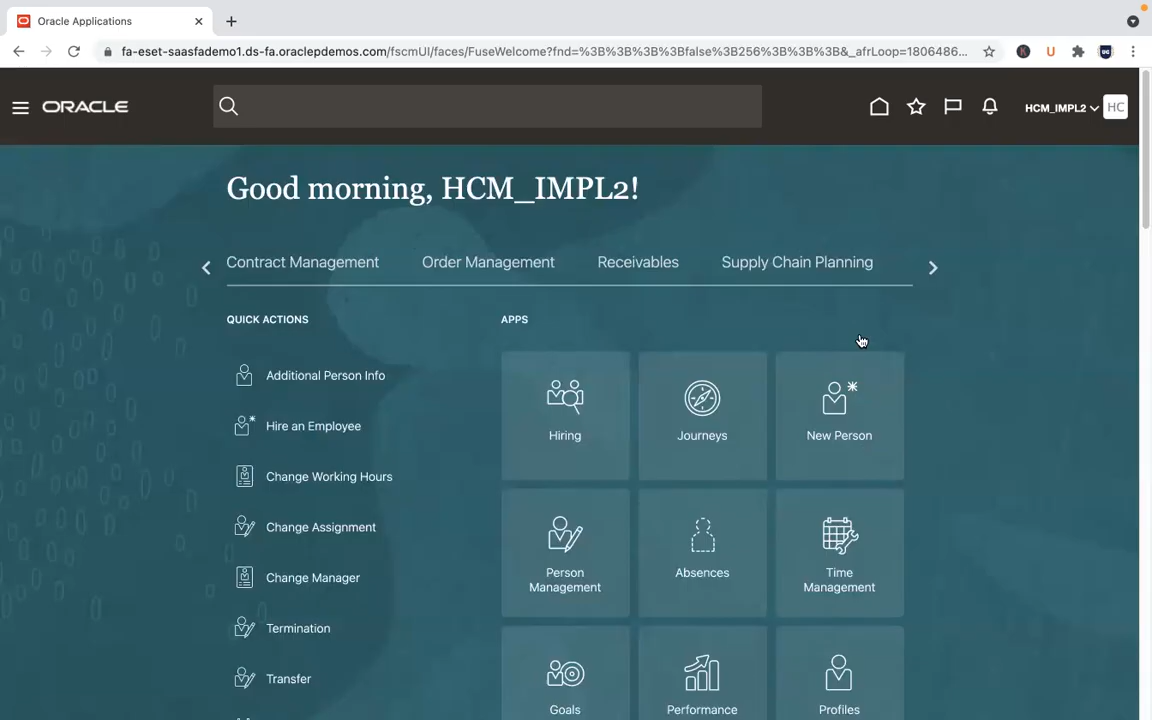 Oracle Applications
fa-eset-saasfademo1.ds-fa.oraclepdemos.com/fscmUI/faces/FuseWelcome?fnd=%3B%3B%3B%3Bfalse%3B256%3B%3B%3B&_afrLoop=1806486...
ORACLE
HCM_IMPL2
HC
Good morning, HCM_IMPL2!
Contract Management
Order Management
Receivables
Supply Chain Planning
QUICK ACTIONS
APPS
Additional Person Info
Hire an Employee
Change Working Hours
Change Assignment
Change Manager
Termination
Transfer
Hiring
Journeys
New Person
Person
Management
Absences
Time
Management
Goals
Performance
Profiles